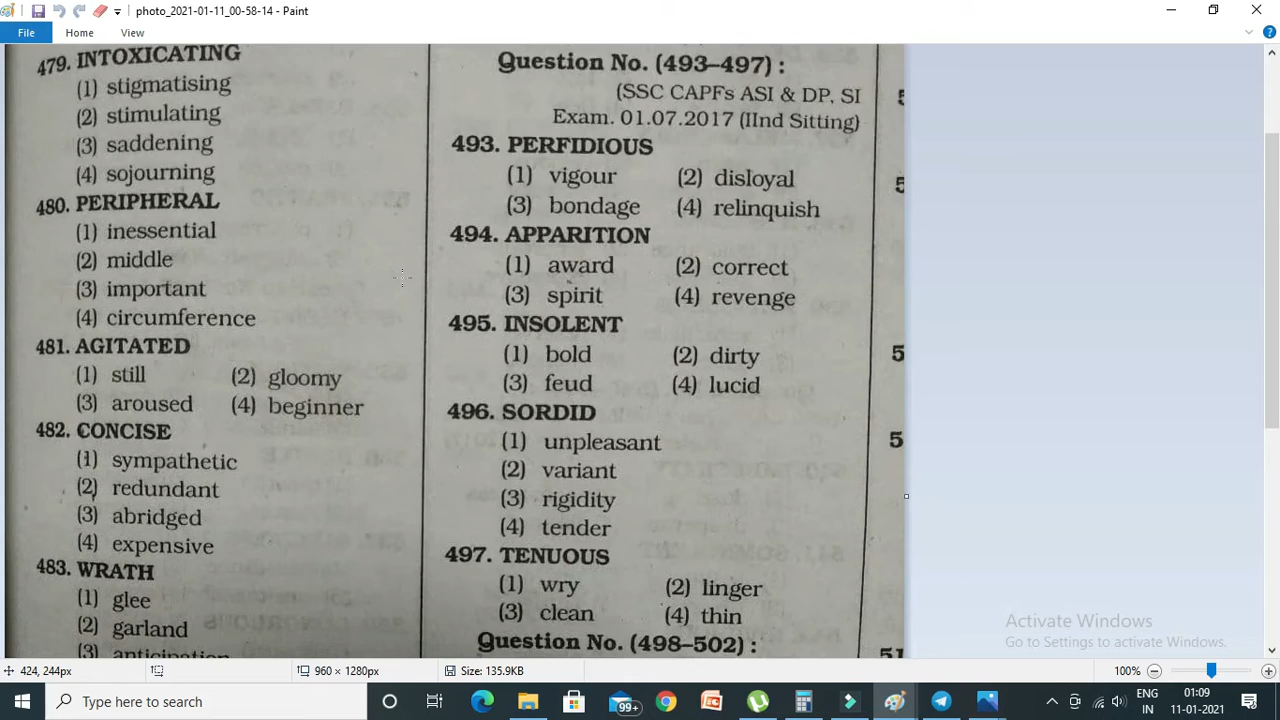 photo_2021-01-11_00-58-14 - Paint
File
Home
View
479. INTOXICATING
(1) stigmatising
(2) stimulating
(3) saddening
(4) sojourning
480. PERIPHERAL
(1) inessential
(2) middle
(3) important
(4) circumference
481. AGITATED
(1) still (2) gloomy
(3) aroused (4) beginner
482. CONCISE
(1) sympathetic
(2) redundant
(3) abridged
(4) expensive
483. WRATH
(1) glee
(2) garland
(3) anticipation
Question No. (493–497) :
(SSC CAPFs ASI & DP, SI
Exam. 01.07.2017 (IInd Sitting)
493. PERFIDIOUS
(1) vigour (2) disloyal
(3) bondage (4) relinquish
494. APPARITION
(1) award (2) correct
(3) spirit (4) revenge
495. INSOLENT
(1) bold (2) dirty
(3) feud (4) lucid
496. SORDID
(1) unpleasant
(2) variant
(3) rigidity
(4) tender
497. TENUOUS
(1) wry (2) linger
(3) clean (4) thin
Question No. (498–502) :
Activate Windows
Go to Settings to activate Windows.
424, 244px
960 × 1280px
Size: 135.9KB
100%
Type here to search
99+
ENG
IN
01:09
11-01-2021